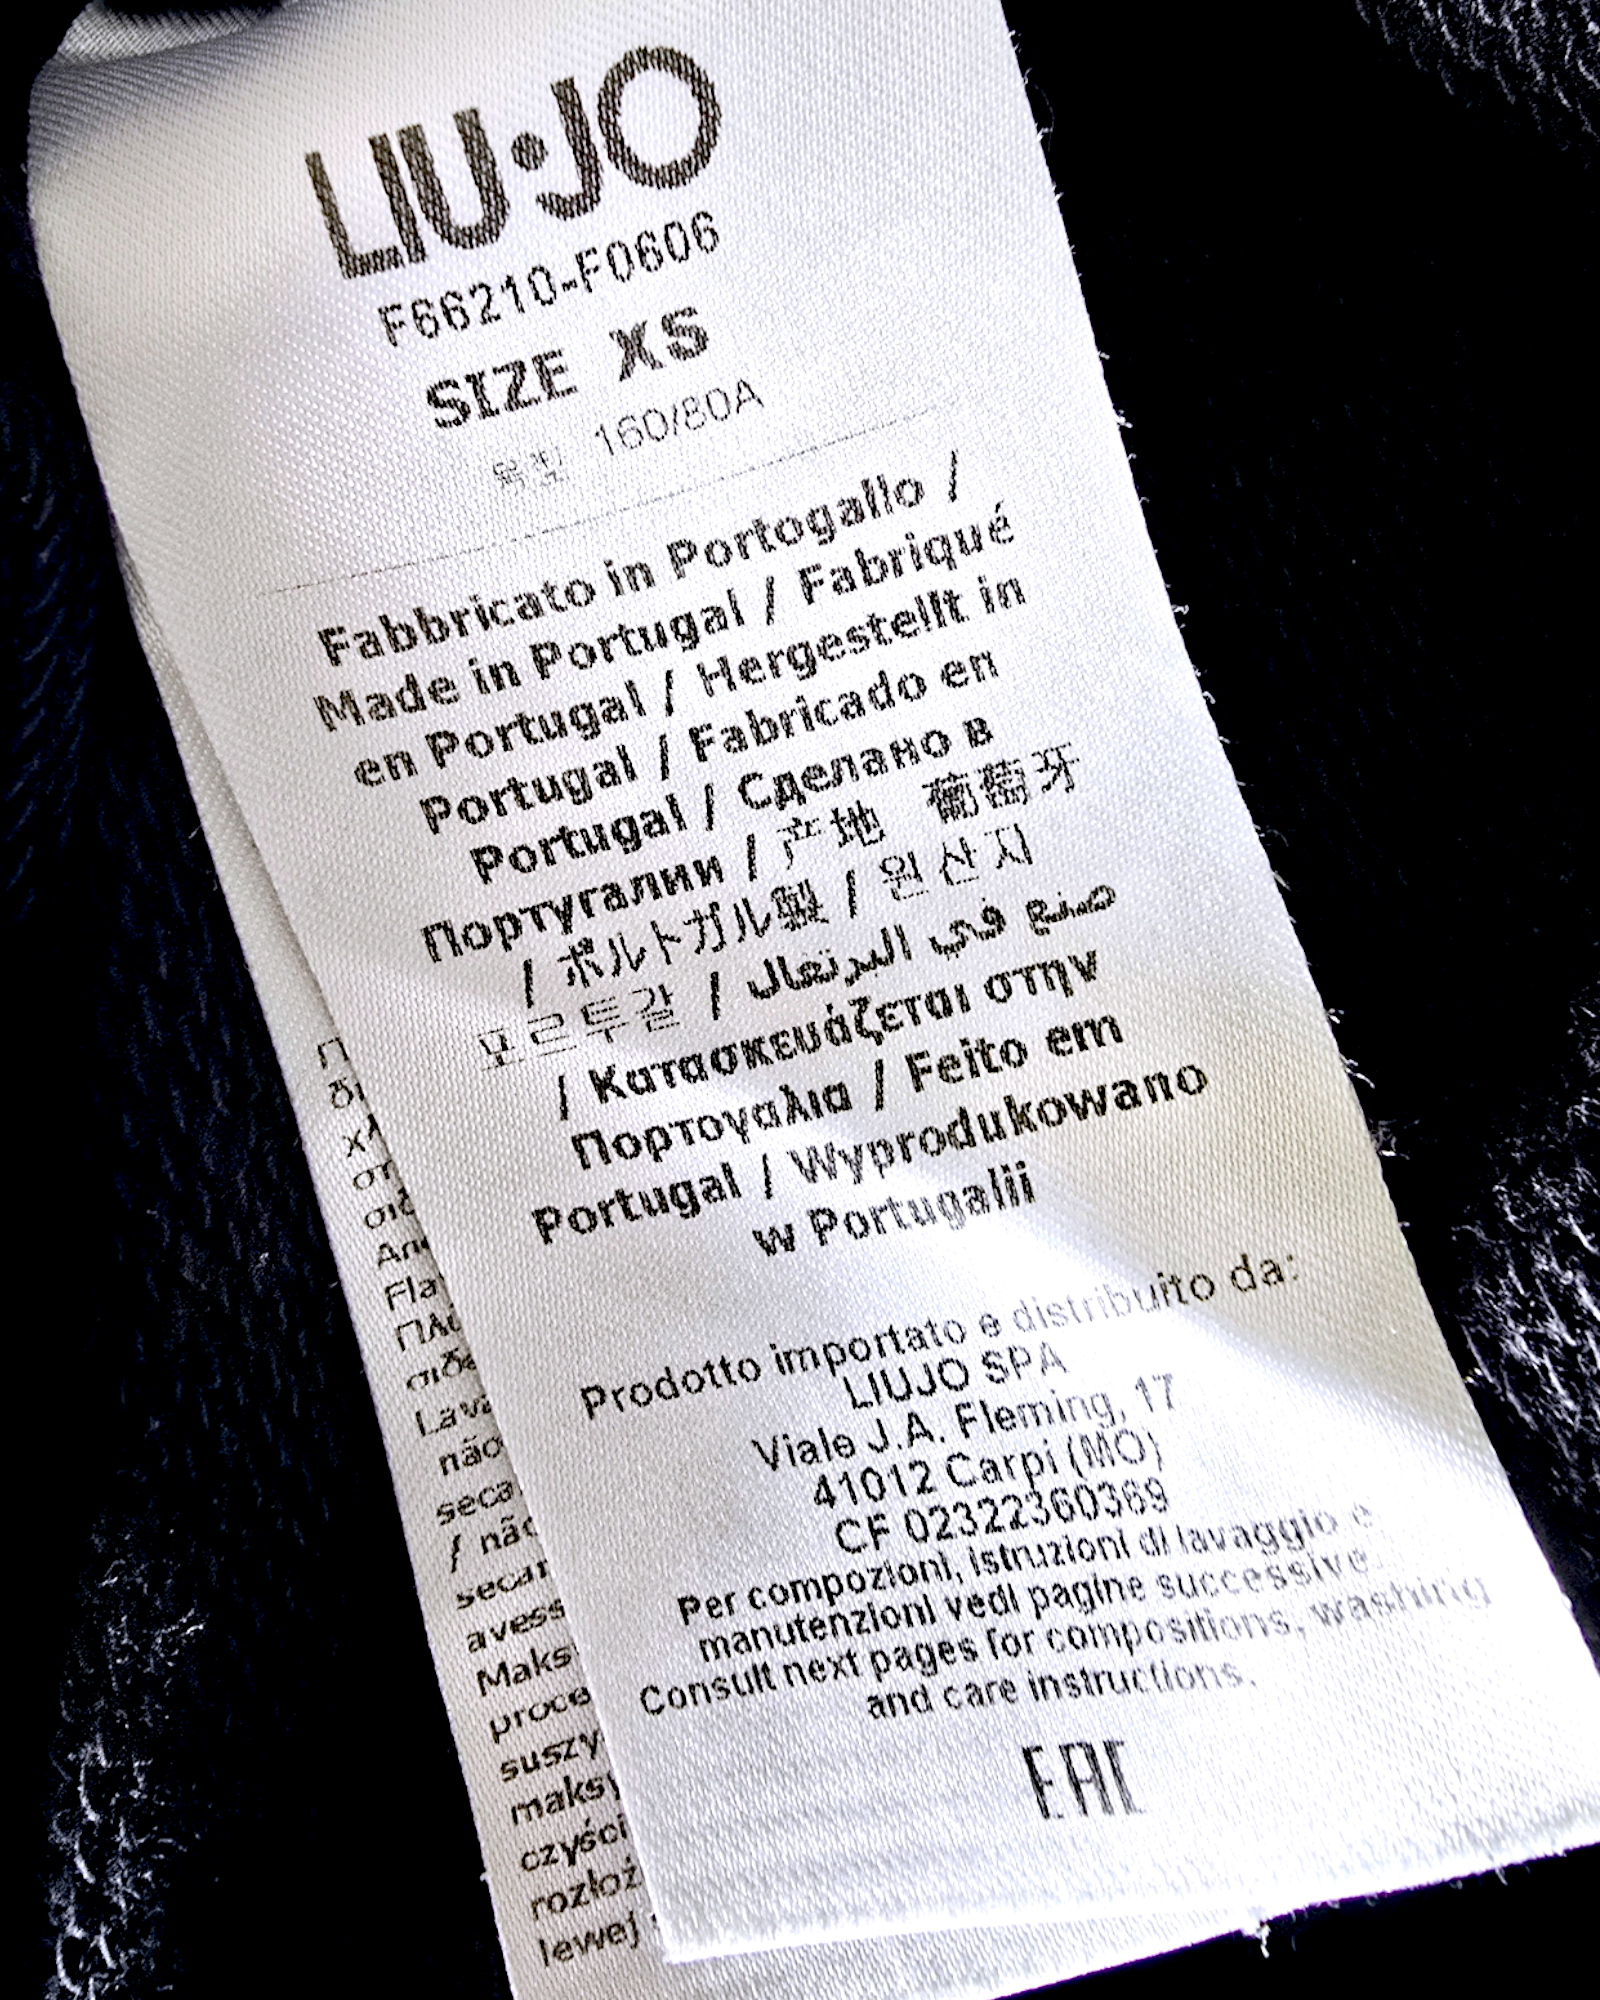 LIU·JO
F66210-F0606
SIZE XS
160/80A
Fabbricato in Portogallo /
Made in Portugal / Fabriqué
en Portugal / Hergestellt in
Portugal / Fabricado en
Portugal / Сделано в
Португалии / 产地 葡萄牙
/ ポルトガル製 / 원산지
포르투갈 / صنع في البرتغال
/ Κατασκευάζεται στην
Πορτογαλια / Feito em
Portugal / Wyprodukowano
w Portugalii
Prodotto importato e distribuito da:
LIUJO SPA
Viale J.A. Fleming, 17
41012 Carpi (MO)
CF 02322360369
Per compozioni, istruzioni di lavaggio e
manutenzioni vedi pagine successive.
Consult next pages for compositions, washing
and care instructions.
EAC
não
/